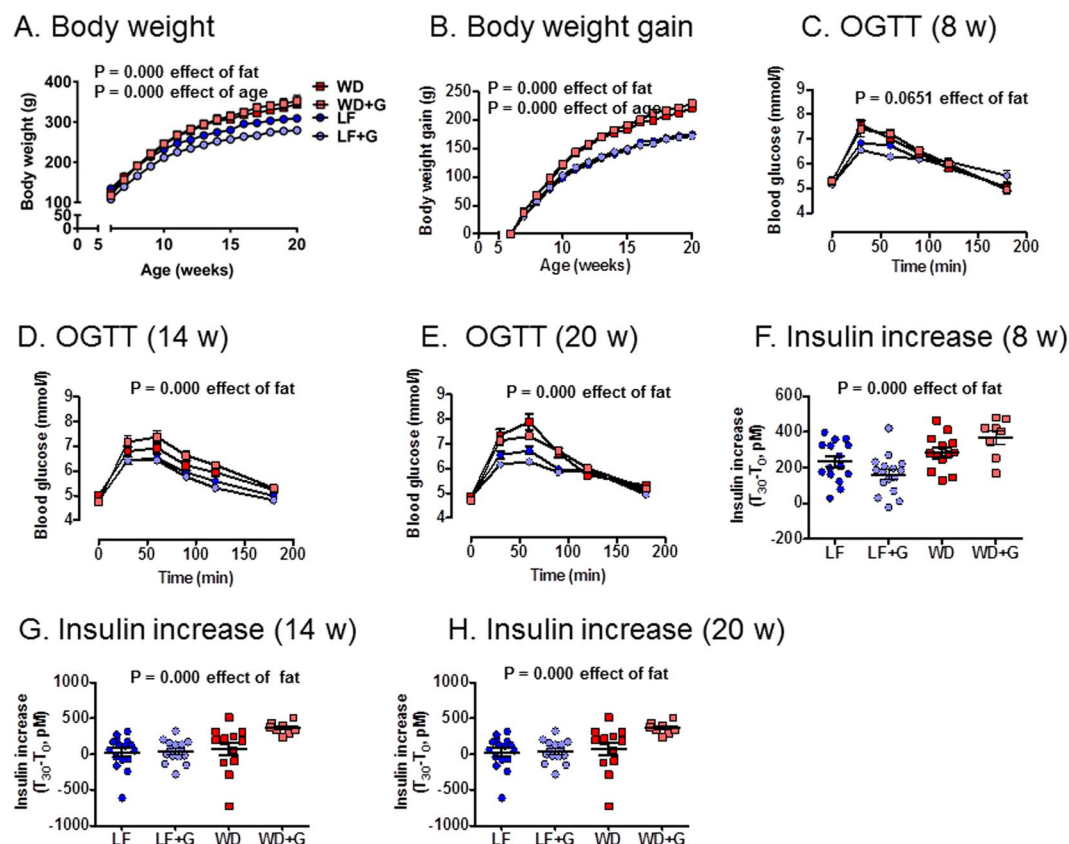 A. Body weight
B. Body weight gain
C. OGTT (8 w)
P = 0.000 effect of fat
P = 0.000 effect of age
WD
WD+G
LF
LF+G
Body weight (g)
400
300
200
100
50
0
0 5 10 15 20
Age (weeks)
P = 0.000 effect of fat
P = 0.000 effect of age
Body weight gain (g)
250
200
150
100
50
0
0 5 10 15 20
Age (weeks)
P = 0.0651 effect of fat
Blood glucose (mmol/l)
9
8
7
6
5
4
0 50 100 150 200
Time (min)
D. OGTT (14 w)
E. OGTT (20 w)
F. Insulin increase (8 w)
P = 0.000 effect of fat
Blood glucose (mmol/l)
9
8
7
6
5
4
0 50 100 150 200
Time (min)
P = 0.000 effect of fat
Blood glucose (mmol/l)
9
8
7
6
5
4
0 50 100 150 200
Time (min)
P = 0.000 effect of fat
Insulin increase
(T30-T0, pM)
600
400
200
0
-200
LF LF+G WD WD+G
G. Insulin increase (14 w)
H. Insulin increase (20 w)
P = 0.000 effect of fat
Insulin increase
(T30-T0, pM)
1000
500
0
-500
-1000
LF LF+G WD WD+G
P = 0.000 effect of fat
Insulin increase
(T30-T0, pM)
1000
500
0
-500
-1000
LF LF+G WD WD+G